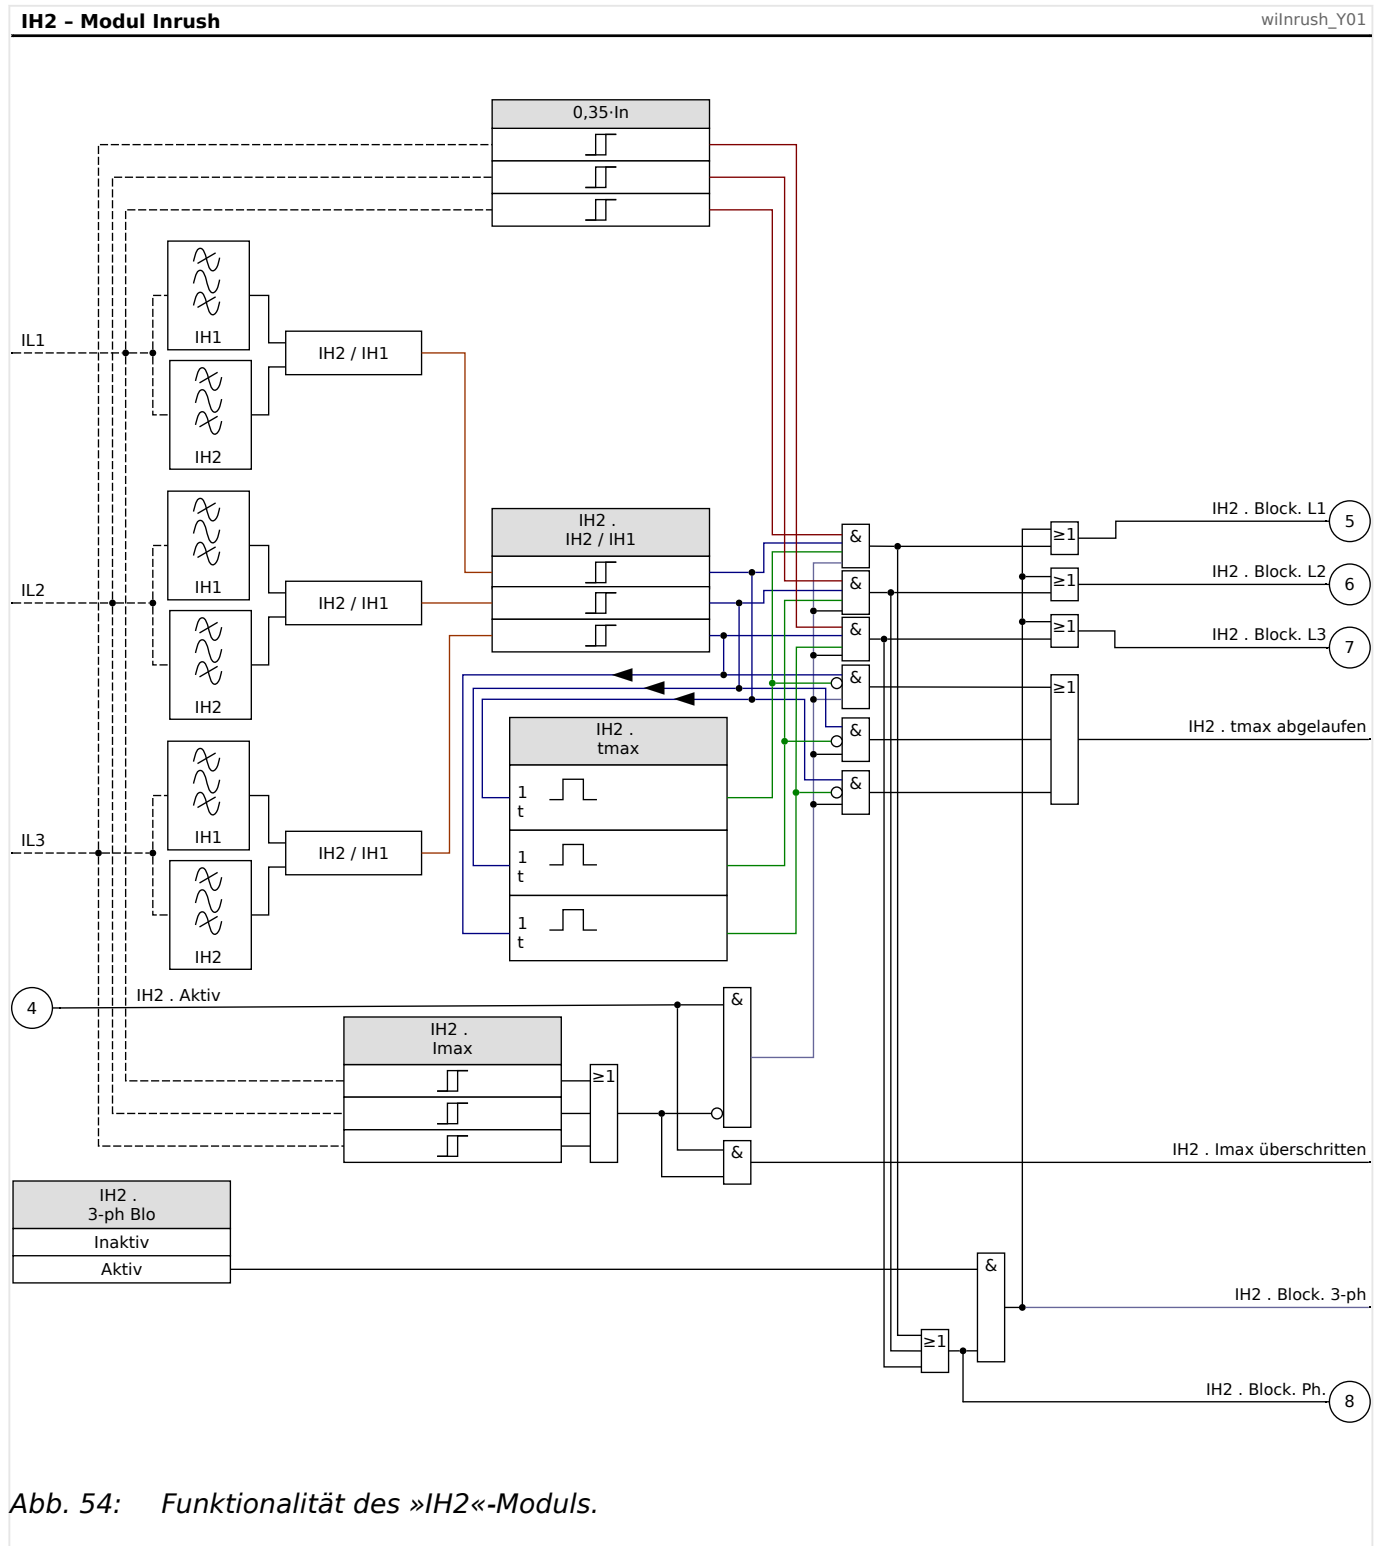 IH2 – Modul Inrush
wiInrush_Y01
0,35·In
IH1
IL1
IH2 / IH1
IH2
IH1
IL2
IH2 / IH1
IH2
IH2 .
IH2 / IH1
&
&
&
&
&
&
≥1
≥1
≥1
≥1
IH2 . Block. L1
5
IH2 . Block. L2
6
IH2 . Block. L3
7
IH2 . tmax abgelaufen
IH2 .
tmax
1
t
1
t
1
t
IH1
IL3
IH2 / IH1
IH2
4
IH2 . Aktiv
&
IH2 .
Imax
≥1
&
IH2 . Imax überschritten
IH2 .
3-ph Blo
Inaktiv
Aktiv
&
IH2 . Block. 3-ph
≥1
IH2 . Block. Ph.
8
Abb. 54: Funktionalität des »IH2«-Moduls.